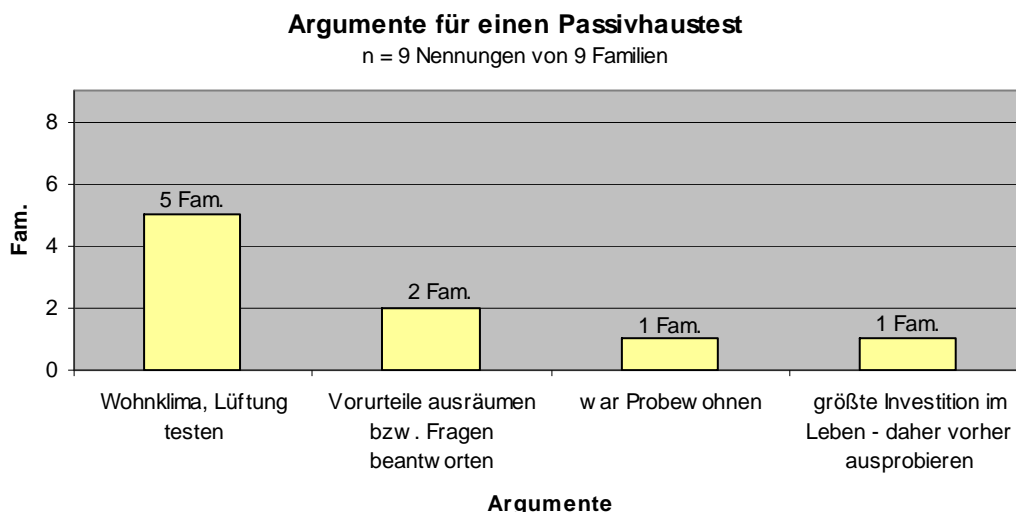 Argumente für einen Passivhaustest
n = 9 Nennungen von 9 Familien
8
6
4
2
0
Fam.
5 Fam.
2 Fam.
1 Fam.
1 Fam.
Wohnklima, Lüftung
testen
Vorurteile ausräumen
bzw. Fragen
beantworten
war Probewohnen
größte Investition im
Leben - daher vorher
ausprobieren
Argumente